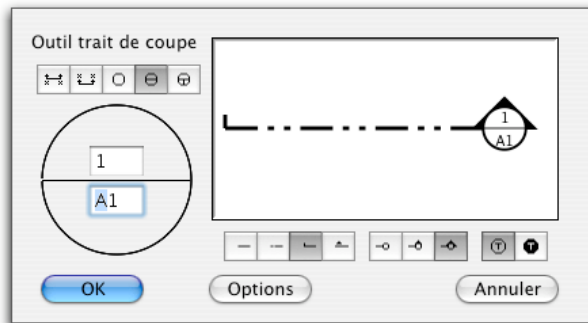 Outil trait de coupe
1
A1
1
A1
T
T
OK
Options
Annuler